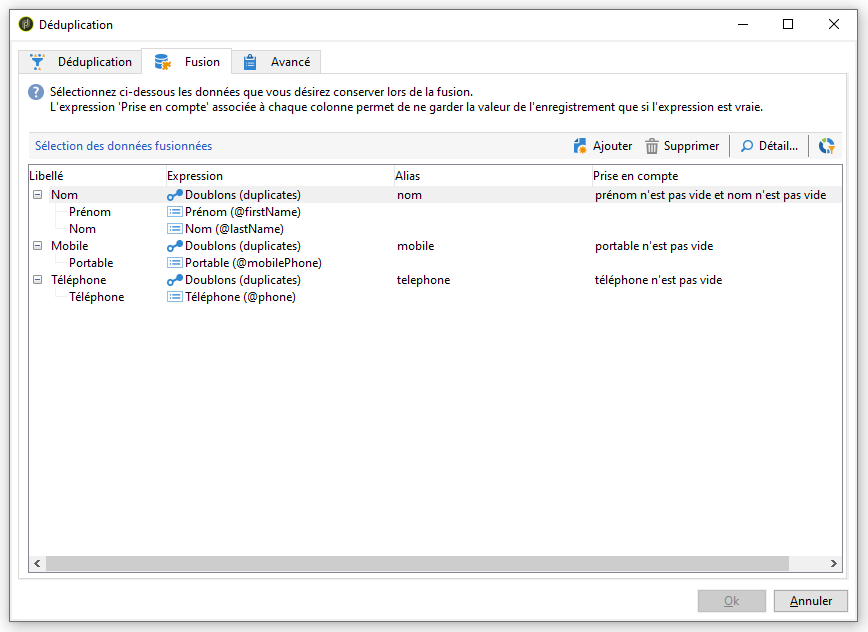 Déduplication
Déduplication Fusion Avancé
Sélectionnez ci-dessous les données que vous désirez conserver lors de la fusion.
L'expression 'Prise en compte' associée à chaque colonne permet de ne garder la valeur de l'enregistrement que si l'expression est vraie.
Sélection des données fusionnées Ajouter Supprimer Détail...
Libellé Expression Alias Prise en compte
Nom Doublons (duplicates) nom prénom n'est pas vide et nom n'est pas vide
Prénom Prénom (@firstName)
Nom Nom (@lastName)
Mobile Doublons (duplicates) mobile portable n'est pas vide
Portable Portable (@mobilePhone)
Téléphone Doublons (duplicates) telephone téléphone n'est pas vide
Téléphone Téléphone (@phone)
Ok Annuler